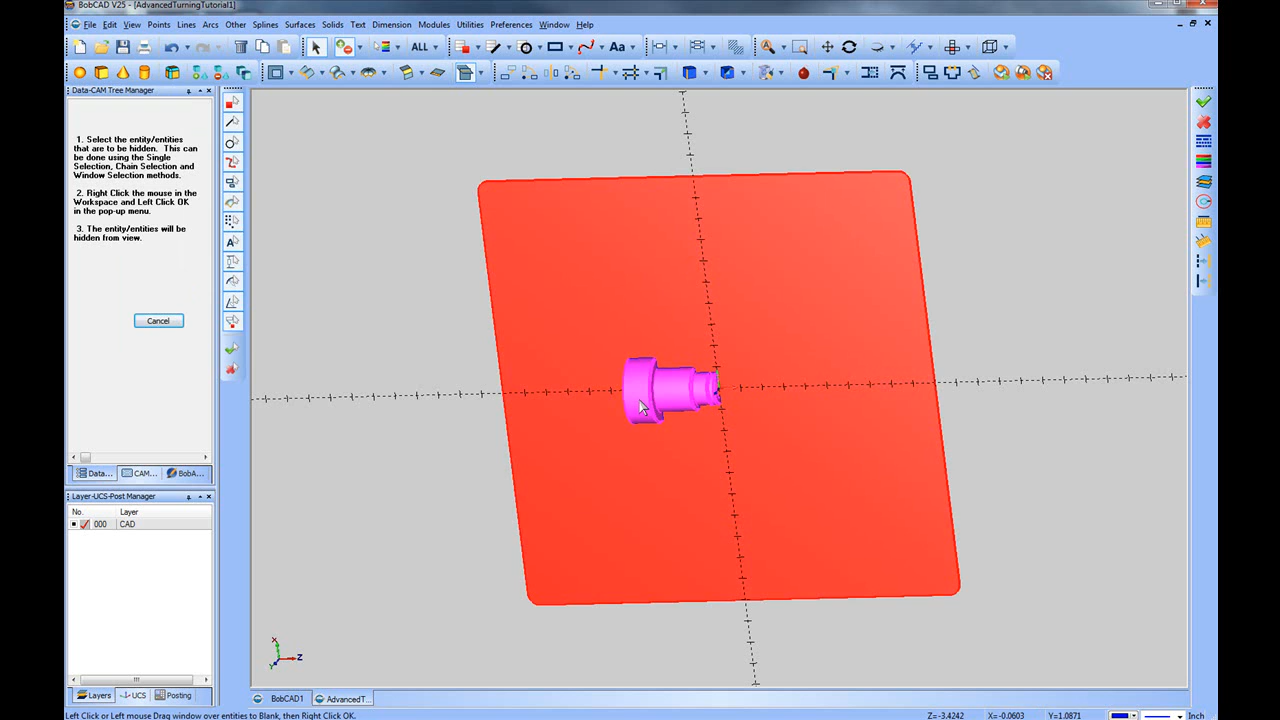 BobCAD V25 - [AdvancedTurningTutorial1]
File Edit View Points Lines Arcs Other Splines Surfaces Solids Text Dimension Modules Utilities Preferences Window Help
ALL
Aa
Data-CAM Tree Manager
1. Select the entity/entities
that are to be hidden. This can
be done using the Single
Selection, Chain Selection and
Window Selection methods.
2. Right Click the mouse in the
Workspace and Left Click OK
in the pop-up menu.
3. The entity/entities will be
hidden from view.
Cancel
Data... CAM... BobA...
Layer-UCS-Post Manager
No. Layer
000 CAD
Layers UCS Posting
X
Y
Z
BobCAD1 AdvancedT...
Left Click or Left mouse Drag window over entities to Blank, then Right Click OK.
Z=-3.4242 X=-0.0603 Y=1.0871 Inch